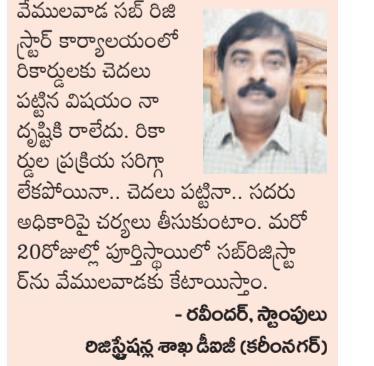 వేములవాడ సబ్ రిజి
స్ట్రార్ కార్యాలయంలో
రికార్డులకు చెదలు
పట్టిన విషయం నా
దృష్టికి రాలేదు. రికా
ర్డుల ప్రక్రియ సరిగ్గా
లేకపోయినా.. చెదలు పట్టినా.. సదరు
అధికారిపై చర్యలు తీసుకుంటాం. మరో
20రోజుల్లో పూర్తిస్థాయిలో సబ్‌రిజిస్ట్రా
ర్‌ను వేములవాడకు కేటాయిస్తాం.
- రవీందర్, స్టాంపులు
రిజిస్ట్రేషన్ల శాఖ డీఐజీ (కరీంనగర్)